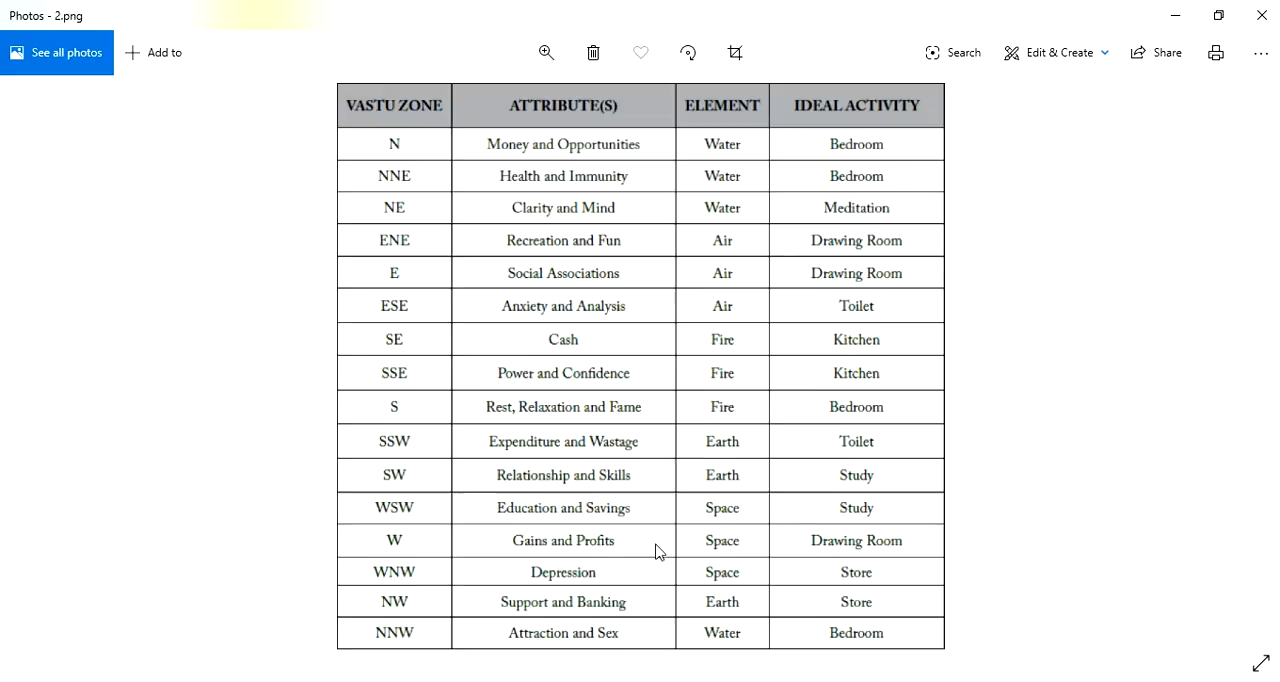 Photos - 2.png
See all photos
Add to
Search
Edit & Create
Share
VASTU ZONE ATTRIBUTE(S) ELEMENT IDEAL ACTIVITY
N Money and Opportunities Water Bedroom
NNE Health and Immunity Water Bedroom
NE Clarity and Mind Water Meditation
ENE Recreation and Fun Air Drawing Room
E Social Associations Air Drawing Room
ESE Anxiety and Analysis Air Toilet
SE Cash Fire Kitchen
SSE Power and Confidence Fire Kitchen
S Rest, Relaxation and Fame Fire Bedroom
SSW Expenditure and Wastage Earth Toilet
SW Relationship and Skills Earth Study
WSW Education and Savings Space Study
W Gains and Profits Space Drawing Room
WNW Depression Space Store
NW Support and Banking Earth Store
NNW Attraction and Sex Water Bedroom